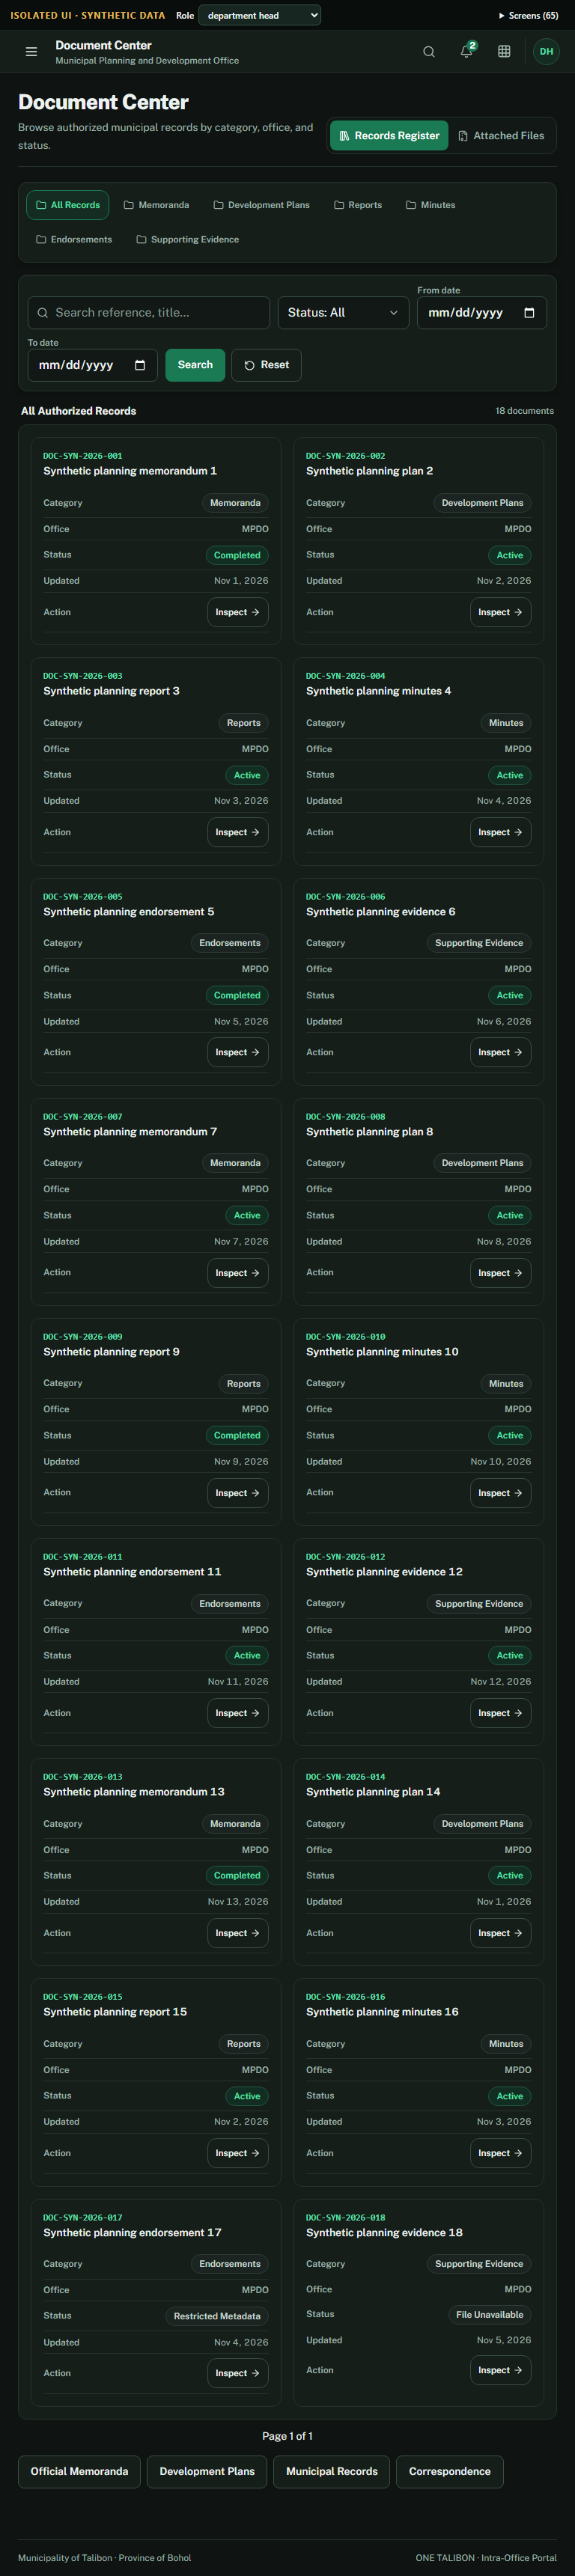 ISOLATED UI · SYNTHETIC DATA Role department head Screens (65)
Document Center
Municipal Planning and Development Office
2
DH
Document Center
Browse authorized municipal records by category, office, and
status.
Records Register Attached Files
All Records Memoranda Development Plans Reports Minutes
Endorsements Supporting Evidence
From date
Search reference, title... Status: All mm/dd/yyyy
To date
mm/dd/yyyy Search Reset
All Authorized Records 18 documents
DOC-SYN-2026-001
Synthetic planning memorandum 1
Category Memoranda
Office MPDO
Status Completed
Updated Nov 1, 2026
Action Inspect →
DOC-SYN-2026-002
Synthetic planning plan 2
Category Development Plans
Office MPDO
Status Active
Updated Nov 2, 2026
Action Inspect →
DOC-SYN-2026-003
Synthetic planning report 3
Category Reports
Office MPDO
Status Active
Updated Nov 3, 2026
Action Inspect →
DOC-SYN-2026-004
Synthetic planning minutes 4
Category Minutes
Office MPDO
Status Active
Updated Nov 4, 2026
Action Inspect →
DOC-SYN-2026-005
Synthetic planning endorsement 5
Category Endorsements
Office MPDO
Status Completed
Updated Nov 5, 2026
Action Inspect →
DOC-SYN-2026-006
Synthetic planning evidence 6
Category Supporting Evidence
Office MPDO
Status Active
Updated Nov 6, 2026
Action Inspect →
DOC-SYN-2026-007
Synthetic planning memorandum 7
Category Memoranda
Office MPDO
Status Active
Updated Nov 7, 2026
Action Inspect →
DOC-SYN-2026-008
Synthetic planning plan 8
Category Development Plans
Office MPDO
Status Active
Updated Nov 8, 2026
Action Inspect →
DOC-SYN-2026-009
Synthetic planning report 9
Category Reports
Office MPDO
Status Completed
Updated Nov 9, 2026
Action Inspect →
DOC-SYN-2026-010
Synthetic planning minutes 10
Category Minutes
Office MPDO
Status Active
Updated Nov 10, 2026
Action Inspect →
DOC-SYN-2026-011
Synthetic planning endorsement 11
Category Endorsements
Office MPDO
Status Active
Updated Nov 11, 2026
Action Inspect →
DOC-SYN-2026-012
Synthetic planning evidence 12
Category Supporting Evidence
Office MPDO
Status Active
Updated Nov 12, 2026
Action Inspect →
DOC-SYN-2026-013
Synthetic planning memorandum 13
Category Memoranda
Office MPDO
Status Completed
Updated Nov 13, 2026
Action Inspect →
DOC-SYN-2026-014
Synthetic planning plan 14
Category Development Plans
Office MPDO
Status Active
Updated Nov 1, 2026
Action Inspect →
DOC-SYN-2026-015
Synthetic planning report 15
Category Reports
Office MPDO
Status Active
Updated Nov 2, 2026
Action Inspect →
DOC-SYN-2026-016
Synthetic planning minutes 16
Category Minutes
Office MPDO
Status Active
Updated Nov 3, 2026
Action Inspect →
DOC-SYN-2026-017
Synthetic planning endorsement 17
Category Endorsements
Office MPDO
Status Restricted Metadata
Updated Nov 4, 2026
Action Inspect →
DOC-SYN-2026-018
Synthetic planning evidence 18
Category Supporting Evidence
Office MPDO
Status File Unavailable
Updated Nov 5, 2026
Action Inspect →
Page 1 of 1
Official Memoranda Development Plans Municipal Records Correspondence
Municipality of Talibon · Province of Bohol ONE TALIBON · Intra-Office Portal